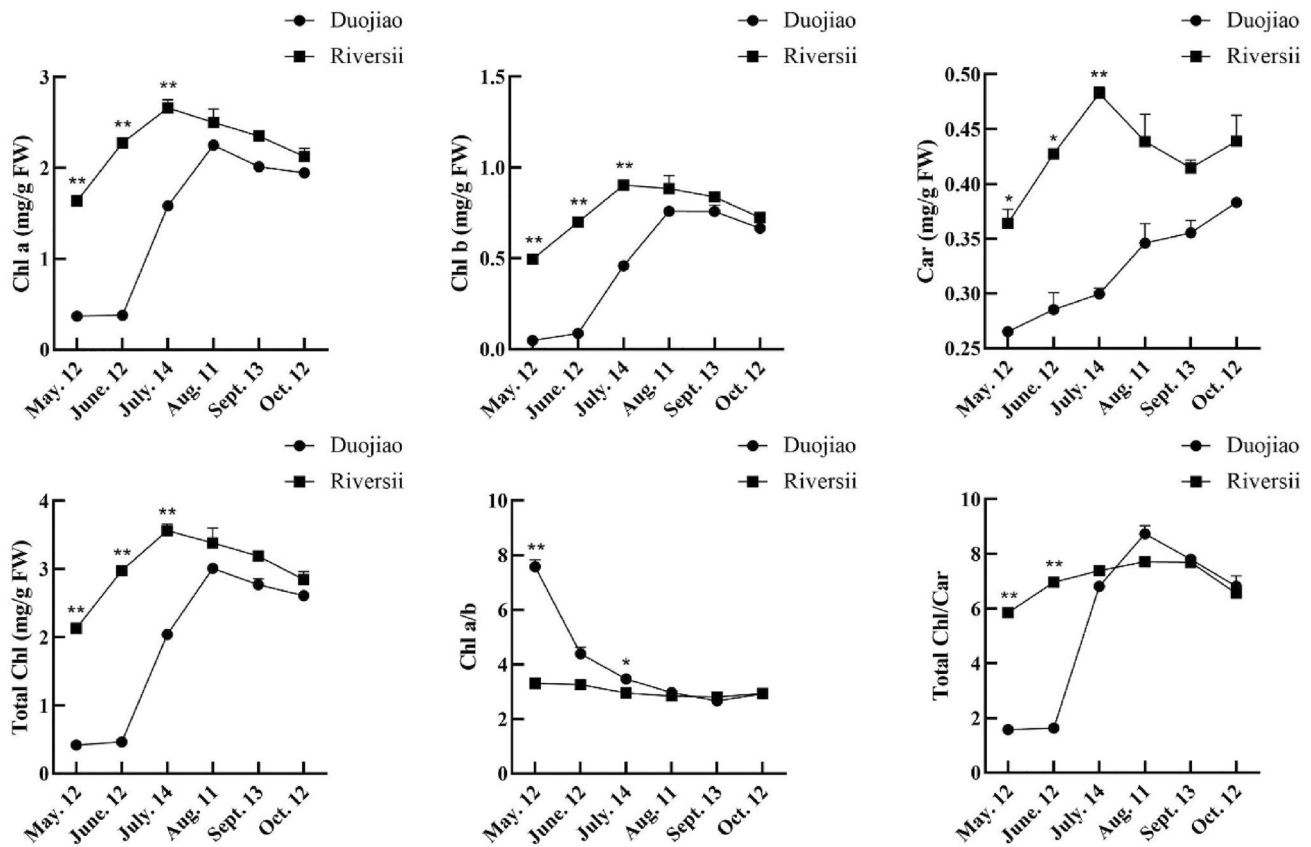 Duojiao
Riversii
Chl a (mg/g FW)
3
2
1
0
**
**
**
May. 12
June. 12
July. 14
Aug. 11
Sept. 13
Oct. 12
Duojiao
Riversii
Chl b (mg/g FW)
1.5
1.0
0.5
0.0
**
**
**
May. 12
June. 12
July. 14
Aug. 11
Sept. 13
Oct. 12
Duojiao
Riversii
Car (mg/g FW)
0.50
0.45
0.40
0.35
0.30
0.25
*
*
**
May. 12
June. 12
July. 14
Aug. 11
Sept. 13
Oct. 12
Duojiao
Riversii
Total Chl (mg/g FW)
4
3
2
1
0
**
**
**
May. 12
June. 12
July. 14
Aug. 11
Sept. 13
Oct. 12
Duojiao
Riversii
Chl a/b
10
8
6
4
2
0
**
*
May. 12
June. 12
July. 14
Aug. 11
Sept. 13
Oct. 12
Duojiao
Riversii
Total Chl/Car
10
8
6
4
2
0
**
**
May. 12
June. 12
July. 14
Aug. 11
Sept. 13
Oct. 12